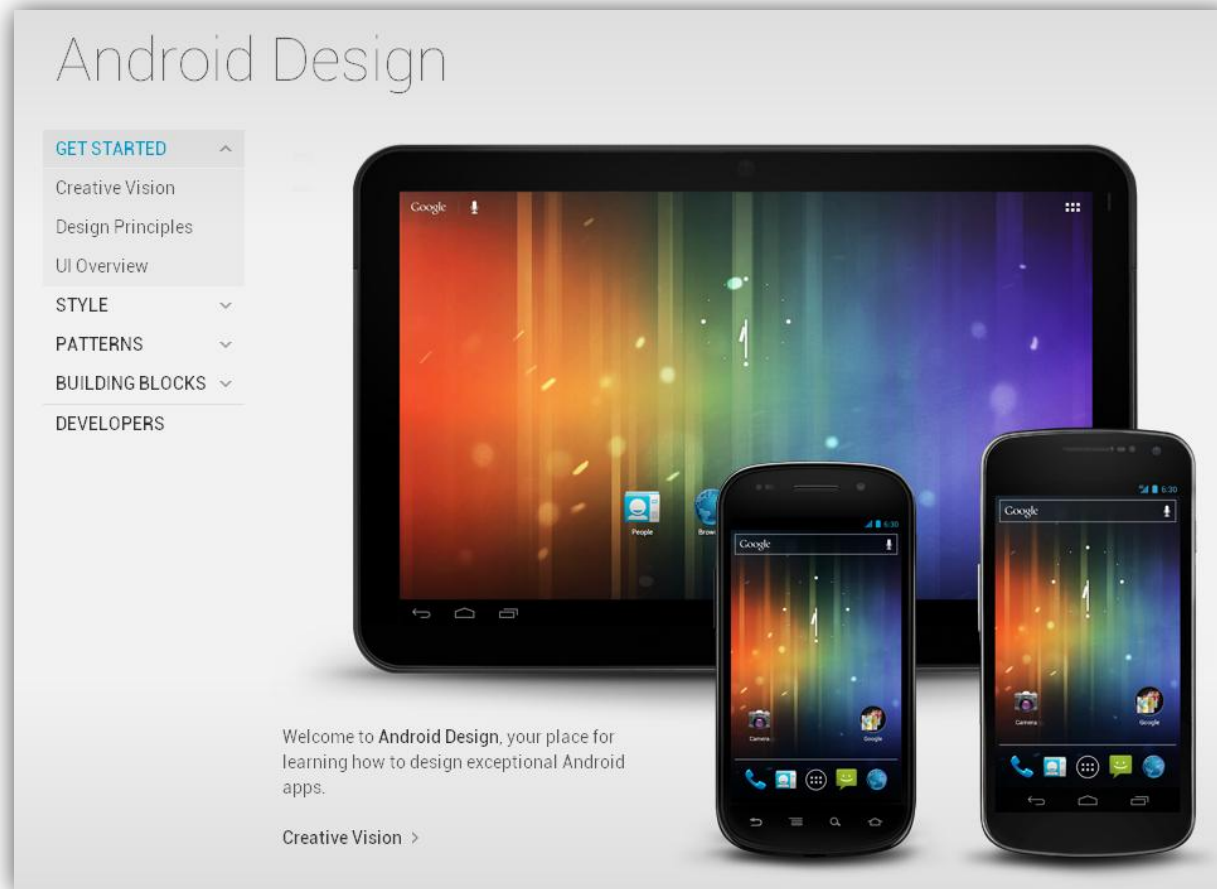 Android Design
GET STARTED
Creative Vision
Design Principles
UI Overview
STYLE
PATTERNS
BUILDING BLOCKS
DEVELOPERS
Google
People
Brows
6:30
Google
Camera
Google
6:30
Google
Camera
Google
Welcome to Android Design, your place for
learning how to design exceptional Android
apps.
Creative Vision >